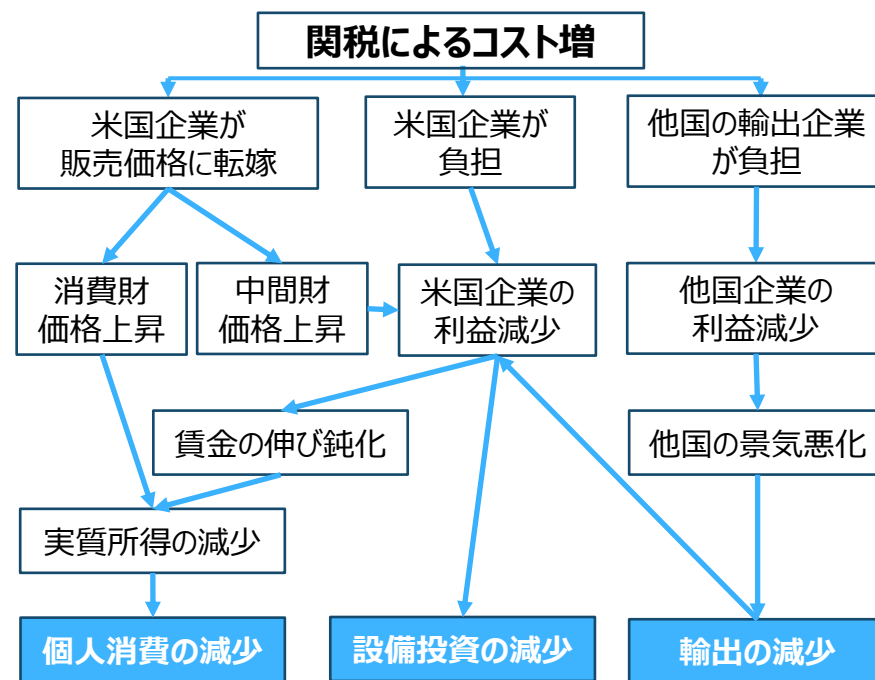 関税によるコスト増
米国企業が
販売価格に転嫁
米国企業が
負担
他国の輸出企業
が負担
消費財
価格上昇
中間財
価格上昇
米国企業の
利益減少
他国企業の
利益減少
賃金の伸び鈍化
他国の景気悪化
実質所得の減少
個人消費の減少
設備投資の減少
輸出の減少